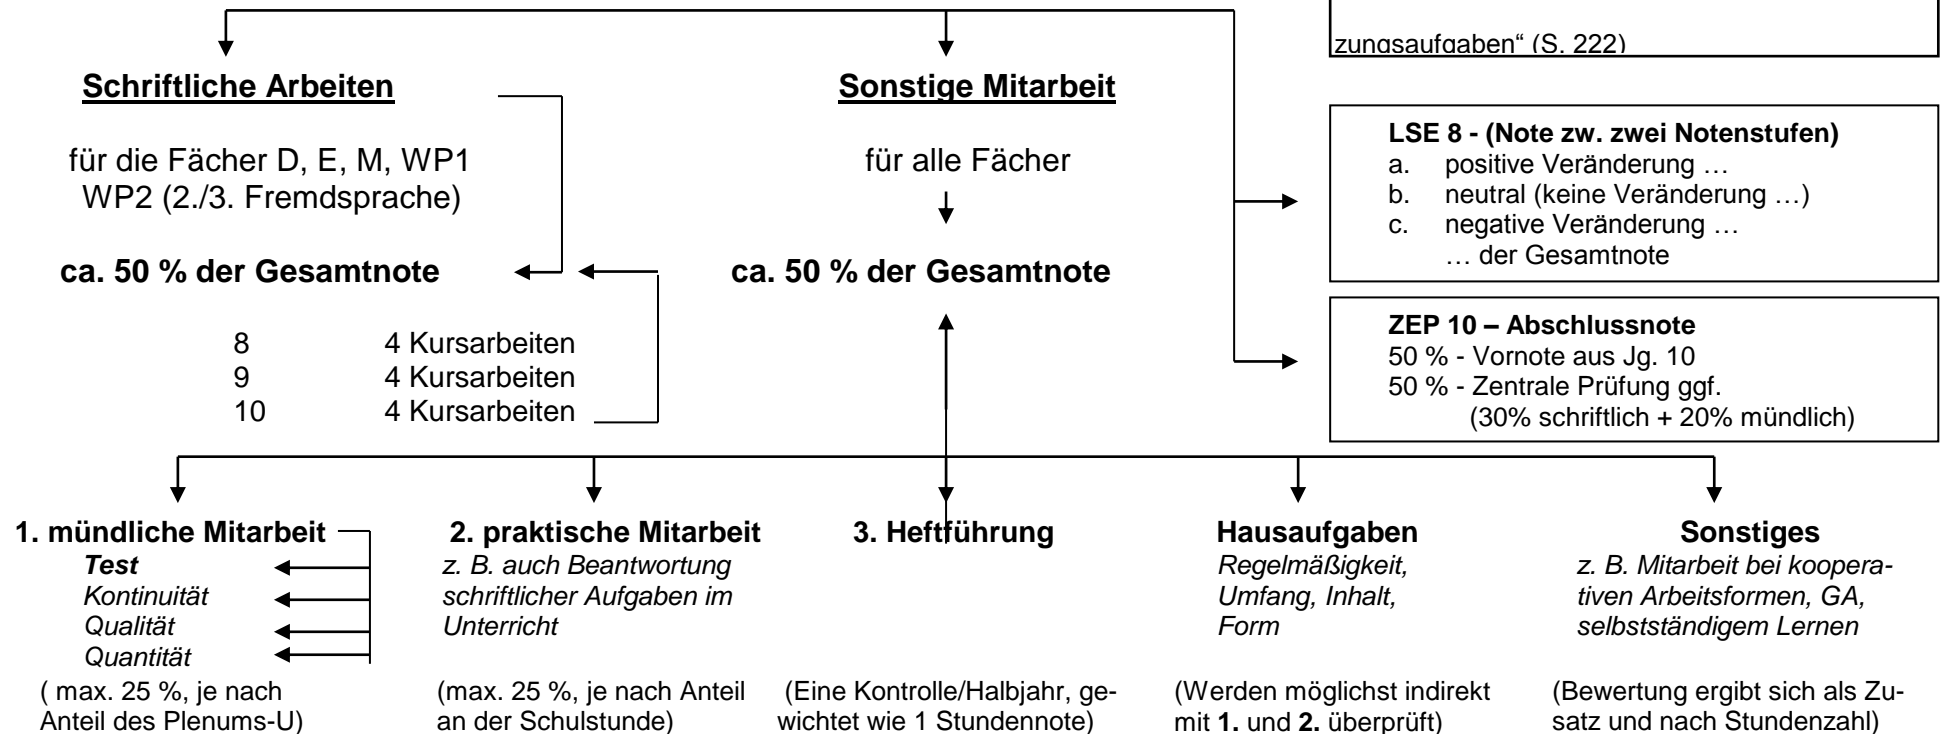 zungsaufgaben“ (S. 222)
Schriftliche Arbeiten
für die Fächer D, E, M, WP1
WP2 (2./3. Fremdsprache)
ca. 50 % der Gesamtnote
8 4 Kursarbeiten
9 4 Kursarbeiten
10 4 Kursarbeiten
Sonstige Mitarbeit
für alle Fächer
ca. 50 % der Gesamtnote
LSE 8 - (Note zw. zwei Notenstufen)
a. positive Veränderung …
b. neutral (keine Veränderung …)
c. negative Veränderung …
… der Gesamtnote
ZEP 10 – Abschlussnote
50 % - Vornote aus Jg. 10
50 % - Zentrale Prüfung ggf.
(30% schriftlich + 20% mündlich)
1. mündliche Mitarbeit
Test
Kontinuität
Qualität
Quantität
( max. 25 %, je nach
Anteil des Plenums-U)
2. praktische Mitarbeit
z. B. auch Beantwortung
schriftlicher Aufgaben im
Unterricht
(max. 25 %, je nach Anteil
an der Schulstunde)
3. Heftführung
(Eine Kontrolle/Halbjahr, ge-
wichtet wie 1 Stundennote)
Hausaufgaben
Regelmäßigkeit,
Umfang, Inhalt,
Form
(Werden möglichst indirekt
mit 1. und 2. überprüft)
Sonstiges
z. B. Mitarbeit bei koopera-
tiven Arbeitsformen, GA,
selbstständigem Lernen
(Bewertung ergibt sich als Zu-
satz und nach Stundenzahl)